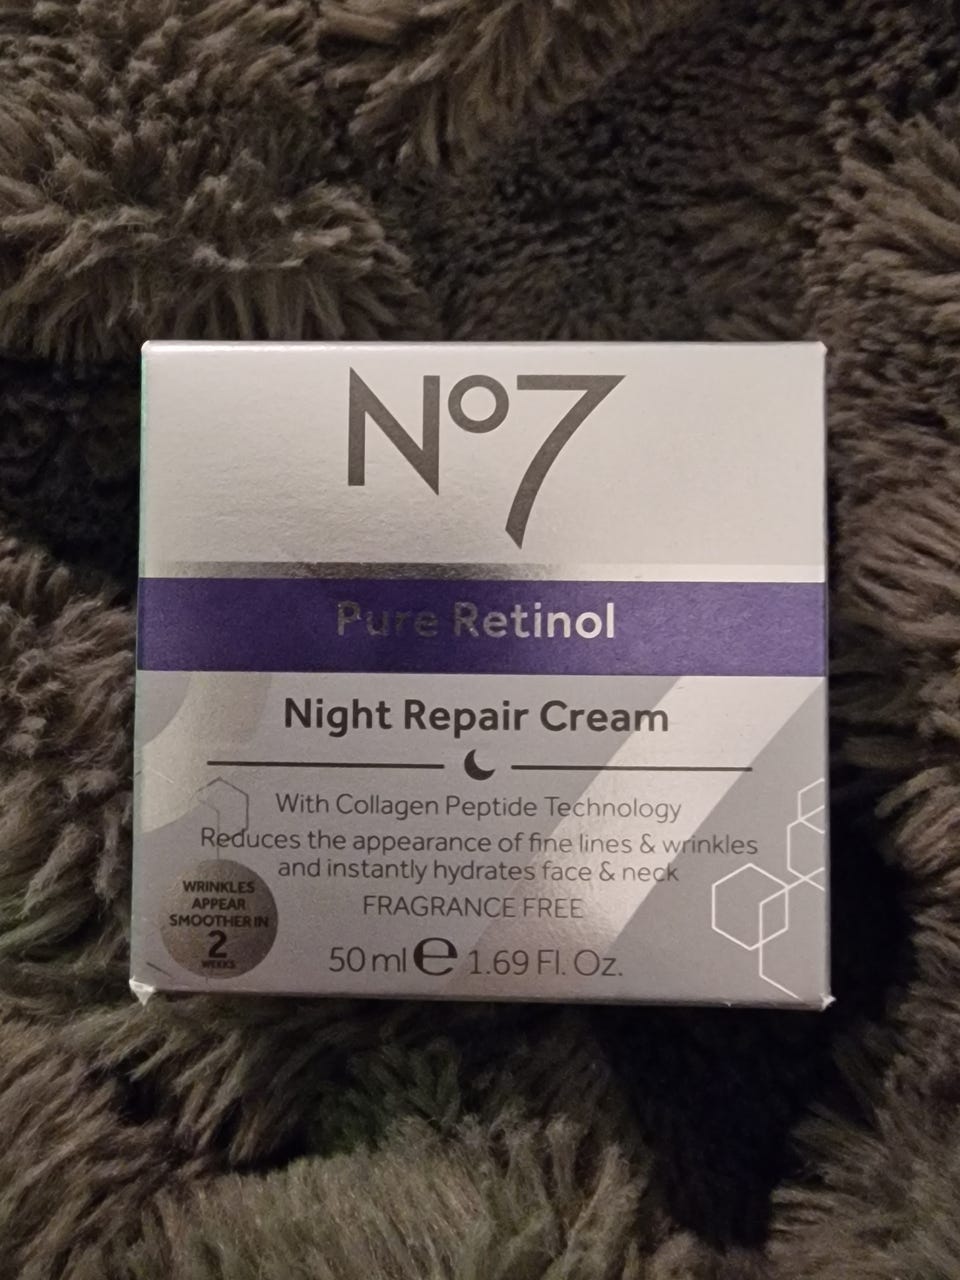 No7
Pure Retinol
Night Repair Cream
With Collagen Peptide Technology
Reduces the appearance of fine lines & wrinkles
and instantly hydrates face & neck
FRAGRANCE FREE
50 ml e 1.69 Fl. Oz.
WRINKLES
APPEAR
SMOOTHER IN
2
WEEKS